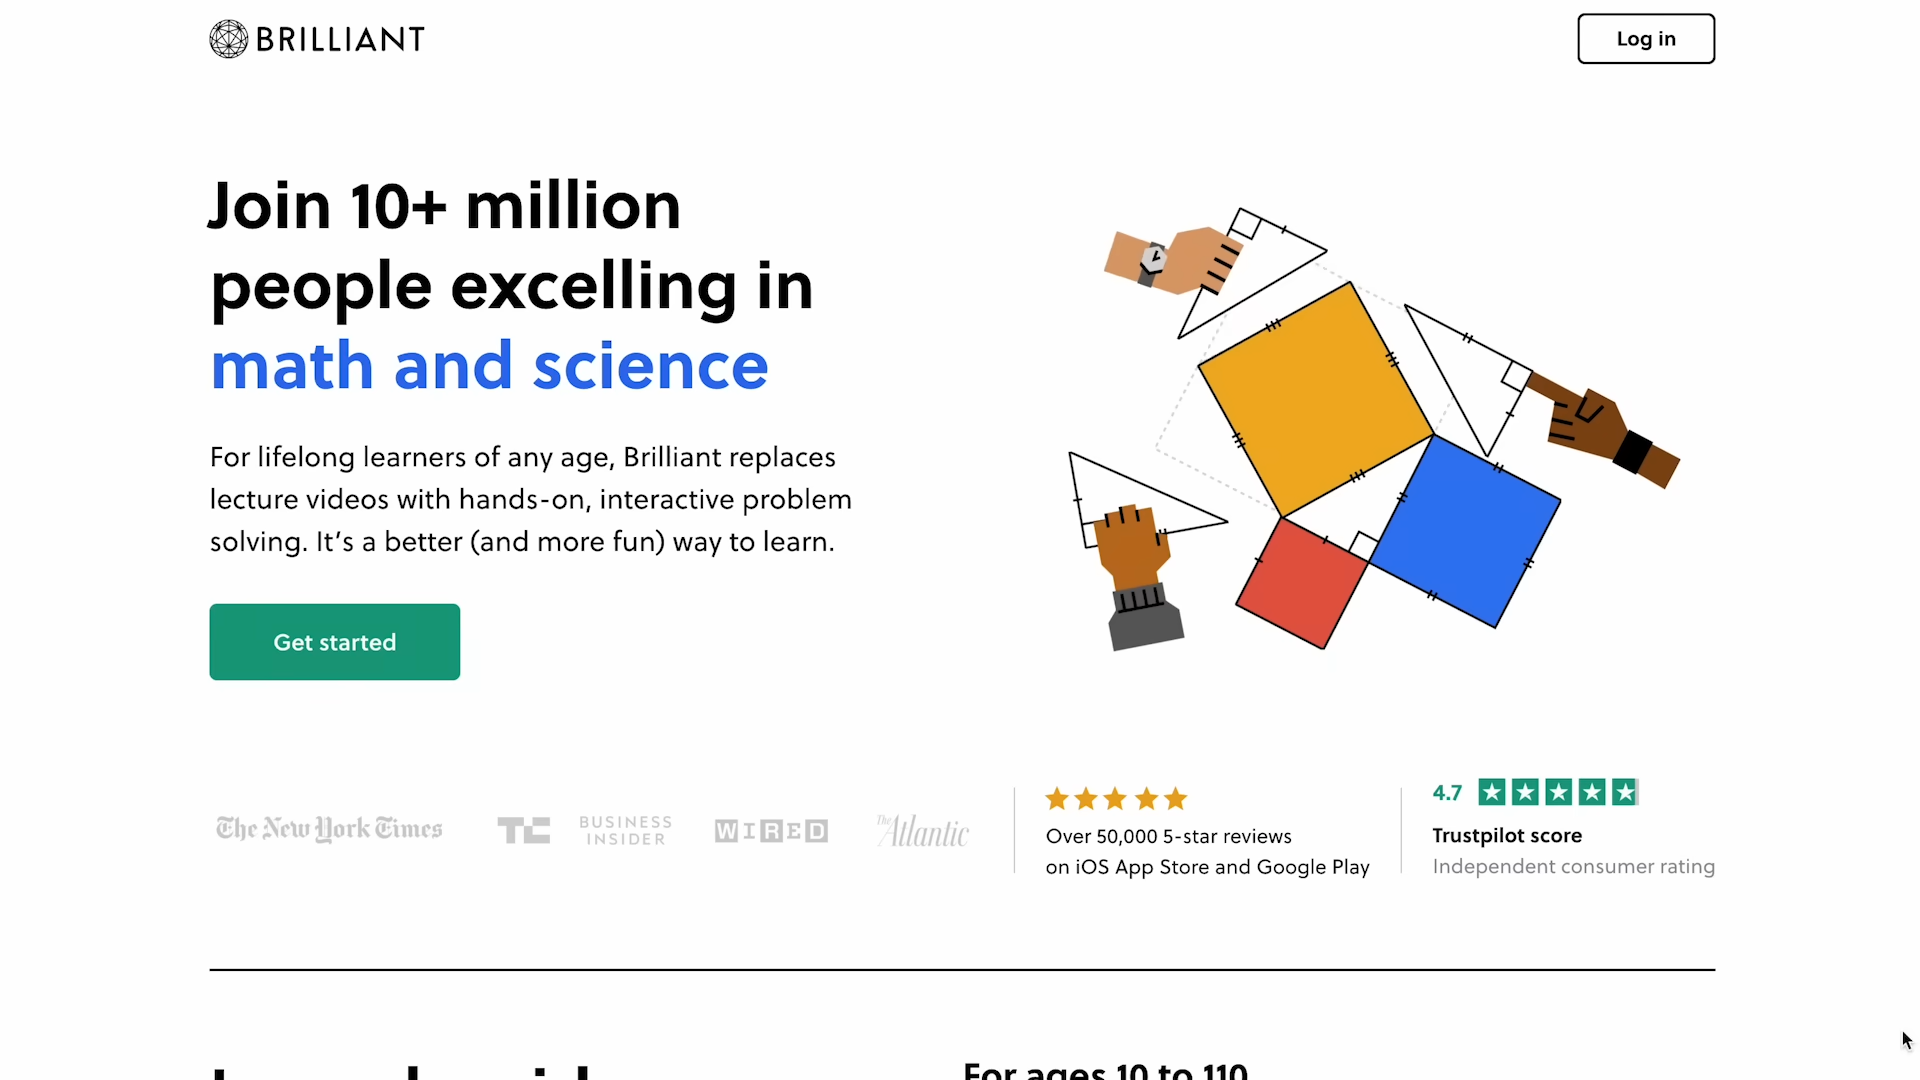 BRILLIANT
Log in
Join 10+ million
people excelling in
math and science
For lifelong learners of any age, Brilliant replaces
lecture videos with hands-on, interactive problem
solving. It's a better (and more fun) way to learn.
Get started
The New York Times
TC
BUSINESS
INSIDER
WIRED
The Atlantic
Over 50,000 5-star reviews
on iOS App Store and Google Play
4.7
Trustpilot score
Independent consumer rating
For ages 10 to 110